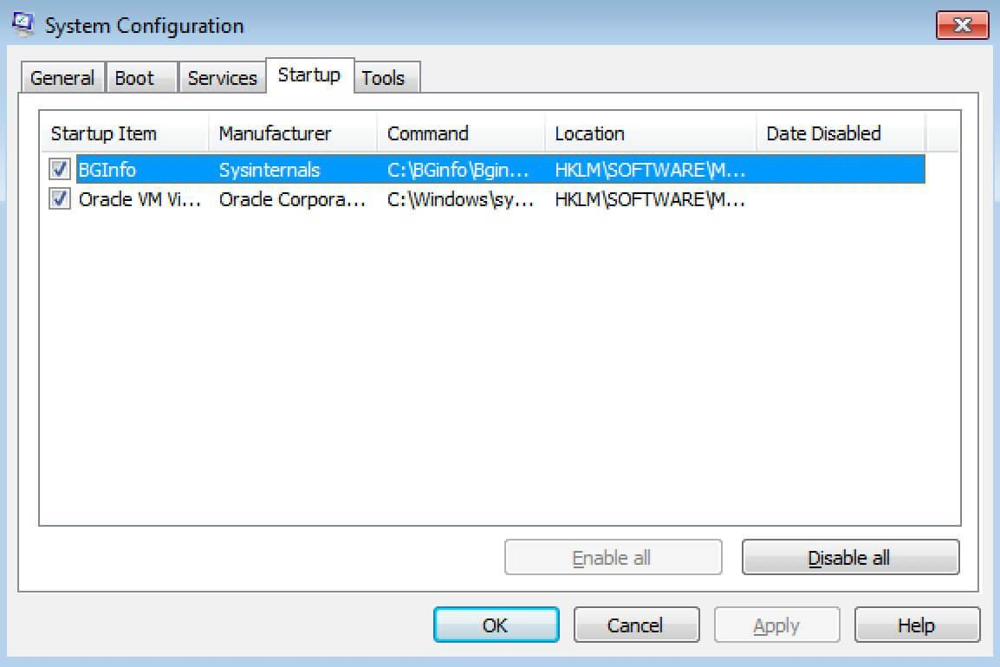 System Configuration
General Boot Services Startup Tools
Startup Item Manufacturer Command Location Date Disabled
BGInfo Sysinternals C:\BGinfo\Bgin... HKLM\SOFTWARE\M...
Oracle VM Vi... Oracle Corpora... C:\Windows\sy... HKLM\SOFTWARE\M...
Enable all Disable all
OK Cancel Apply Help